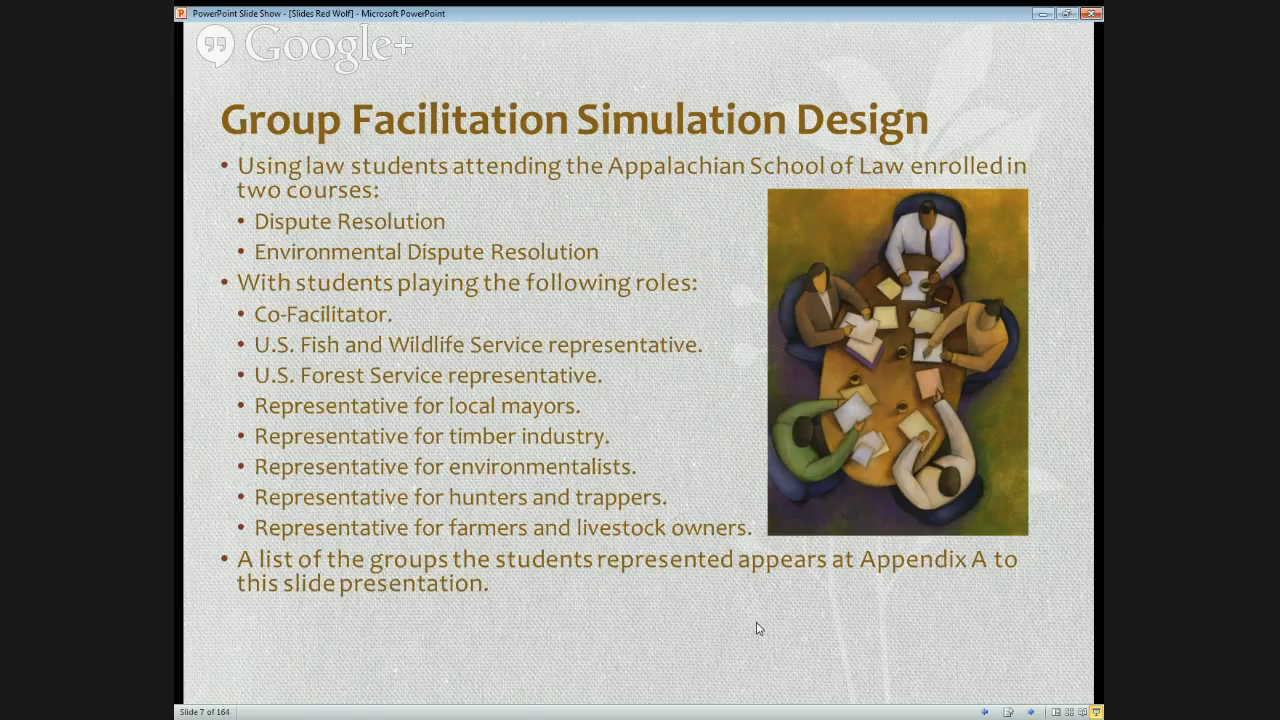 PowerPoint Slide Show - [Slides Red Wolf] - Microsoft PowerPoint
Google+
Group Facilitation Simulation Design
• Using law students attending the Appalachian School of Law enrolled in
two courses:
• Dispute Resolution
• Environmental Dispute Resolution
• With students playing the following roles:
• Co-Facilitator.
• U.S. Fish and Wildlife Service representative.
• U.S. Forest Service representative.
• Representative for local mayors.
• Representative for timber industry.
• Representative for environmentalists.
• Representative for hunters and trappers.
• Representative for farmers and livestock owners.
• A list of the groups the students represented appears at Appendix A to
this slide presentation.
Slide 7 of 164